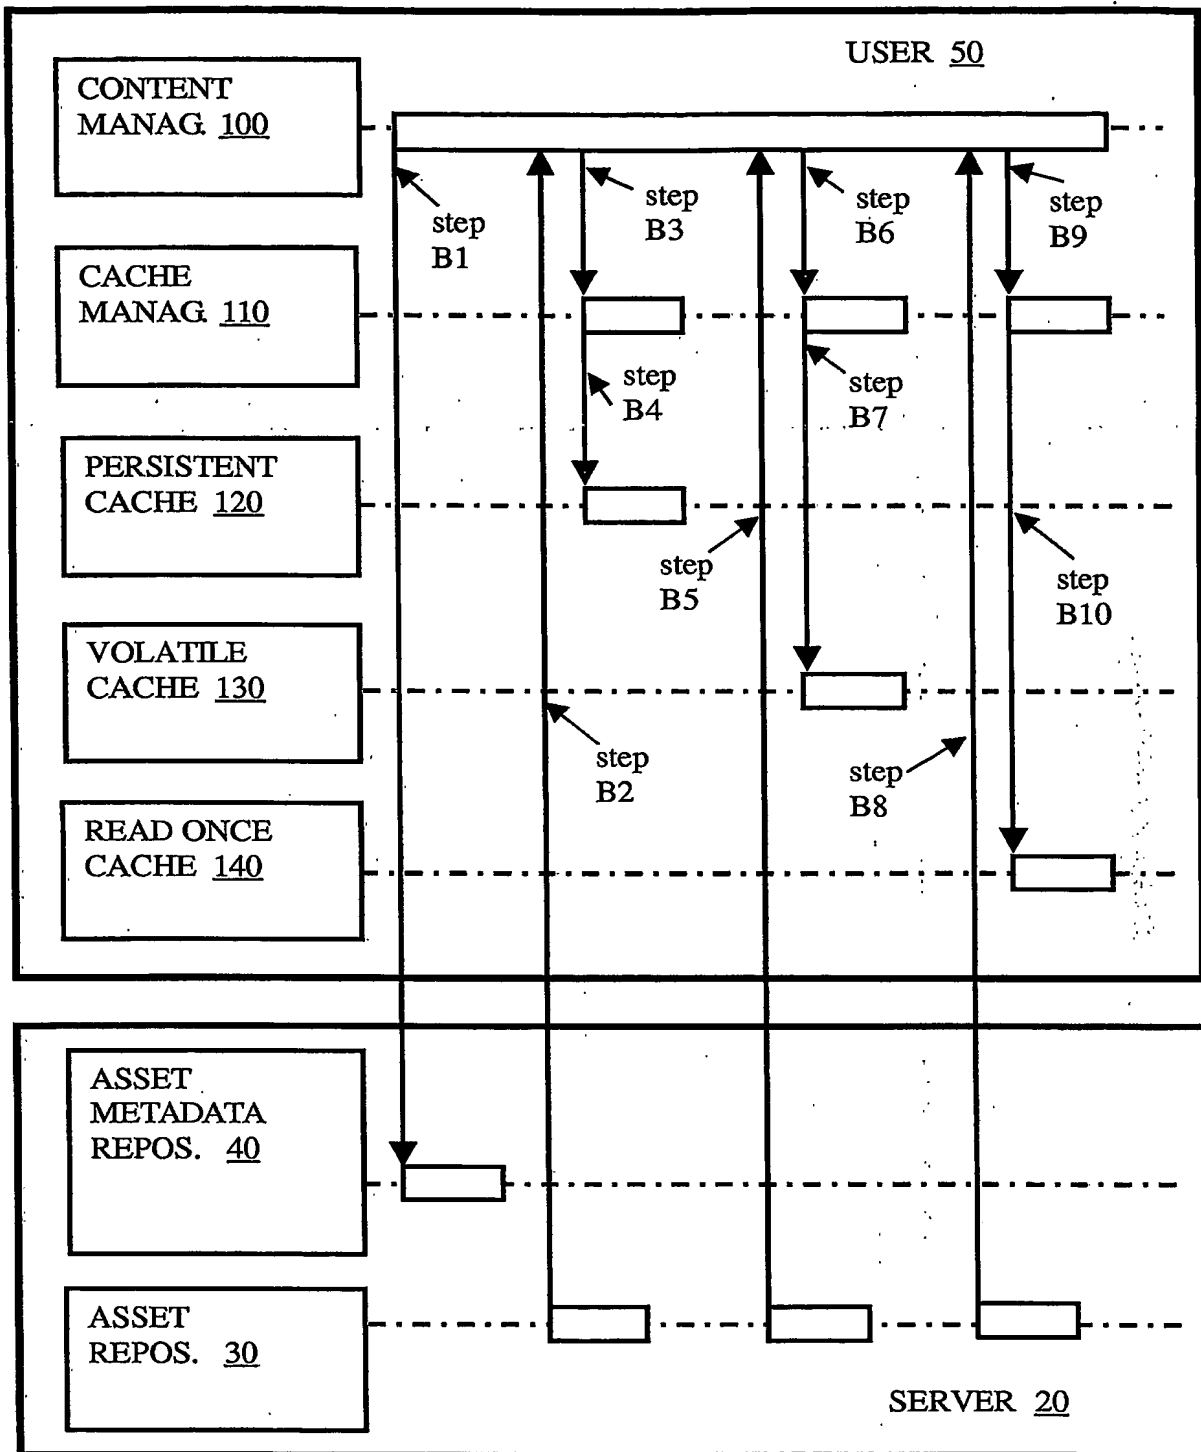 USER 50
CONTENT
MANAG. 100
step
B1
step
B3
step
B6
step
B9
CACHE
MANAG. 110
step
B4
step
B7
PERSISTENT
CACHE 120
step
B5
step
B10
VOLATILE
CACHE 130
step
B2
step
B8
READ ONCE
CACHE 140
ASSET
METADATA
REPOS. 40
ASSET
REPOS. 30
SERVER 20